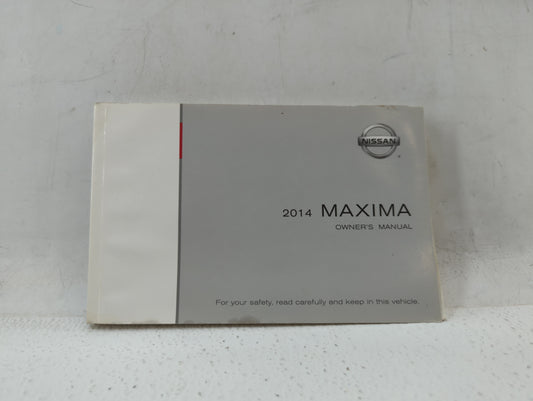 NISSAN
2014 MAXIMA
OWNER'S MANUAL
For your safety, read carefully and keep in this vehicle.